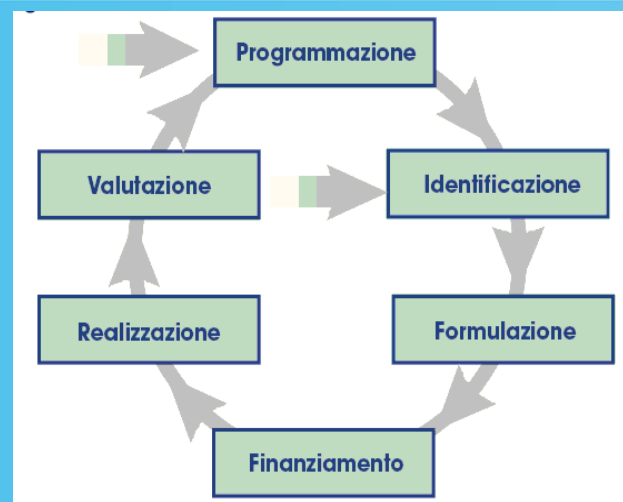 Programmazione
Valutazione
Identificazione
Realizzazione
Formulazione
Finanziamento